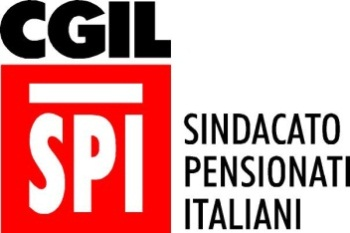 CGIL
SPI
SINDACATO
PENSIONATI
ITALIANI